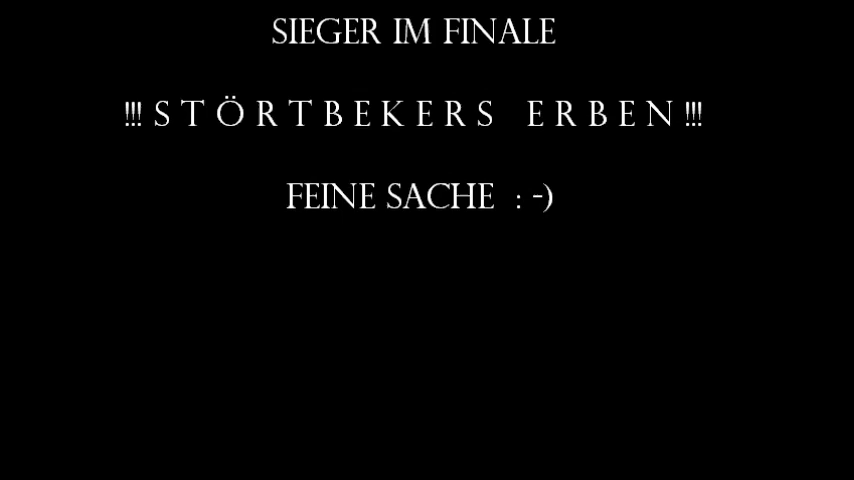 SIEGER IM FINALE
!!! S T Ö R T B E K E R S   E R B E N !!!
FEINE SACHE  : -)